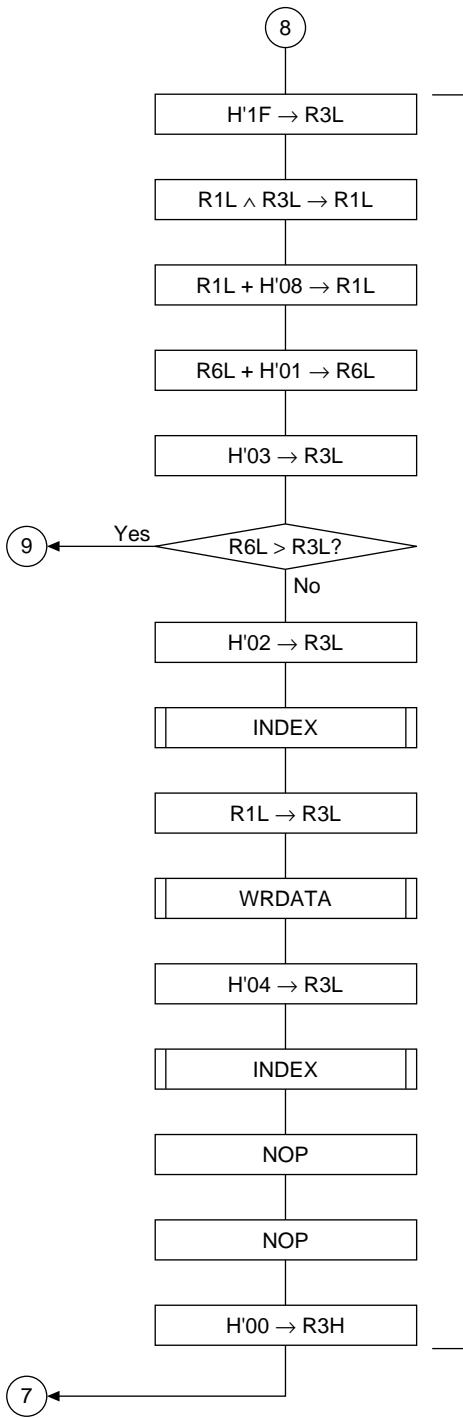 8
H'1F → R3L
R1L ∧ R3L → R1L
R1L + H'08 → R1L
R6L + H'01 → R6L
H'03 → R3L
9
Yes
R6L > R3L?
No
H'02 → R3L
INDEX
R1L → R3L
WRDATA
H'04 → R3L
INDEX
NOP
NOP
H'00 → R3H
7